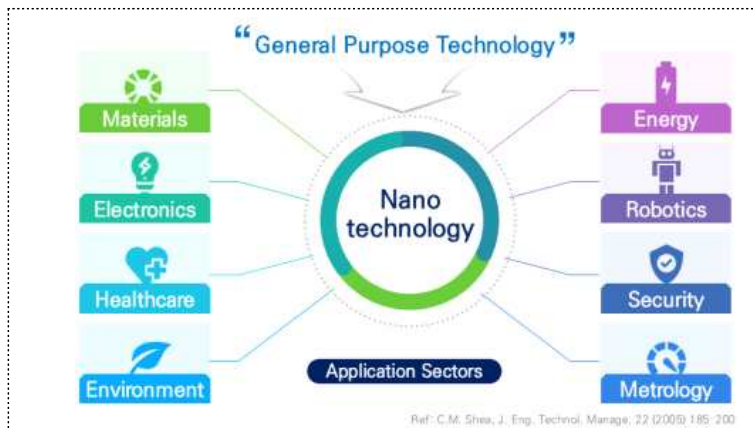 “General Purpose Technology”
Materials
Electronics
Healthcare
Environment
Nano
technology
Energy
Robotics
Security
Metrology
Application Sectors
Ref: C.M. Shea, J. Eng. Technol. Manage, 22 (2005) 185-200